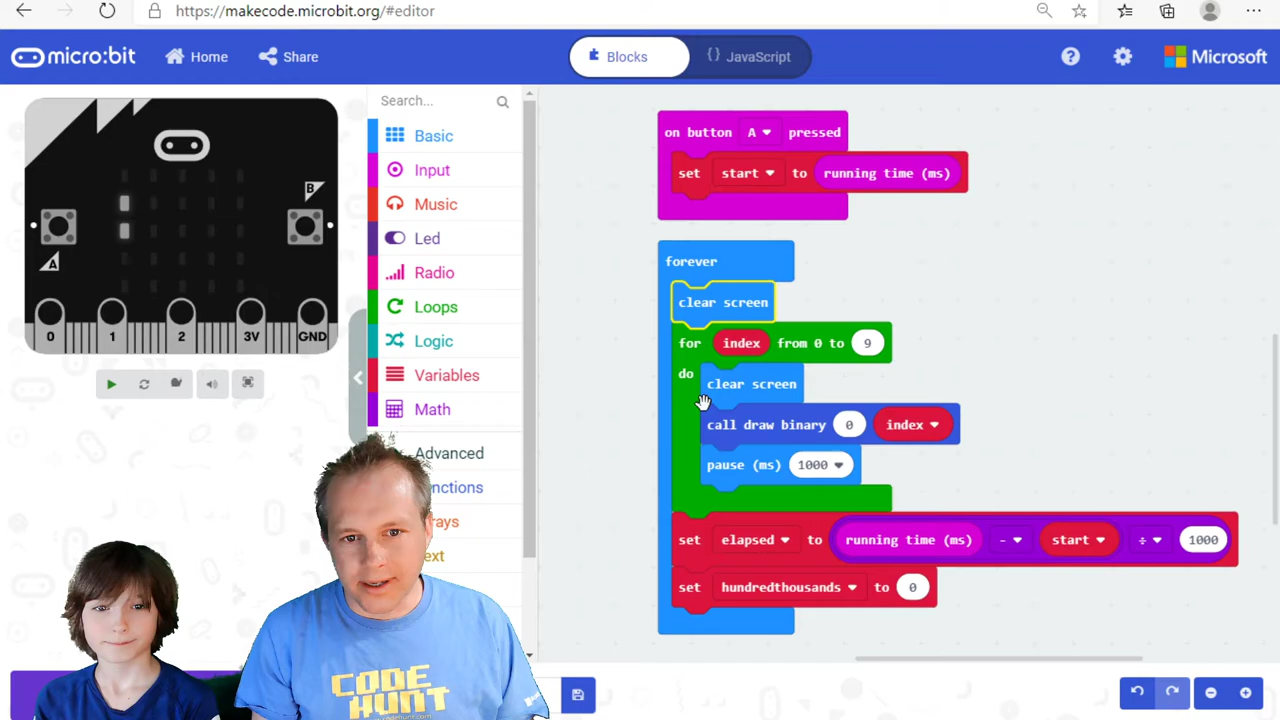 https://makecode.microbit.org/#editor
micro:bit
Home
Share
Blocks
{} JavaScript
?
Microsoft
Search...
Basic
Input
Music
Led
Radio
Loops
Logic
Variables
Math
Advanced
B
A
0 1 2 3V GND
on button A pressed
set start to running time (ms)
forever
clear screen
for index from 0 to 9
do clear screen
call draw binary 0 index
pause (ms) 1000
set elapsed to running time (ms) - start ÷ 1000
set hundredthousands to 0
CODE
HUNT